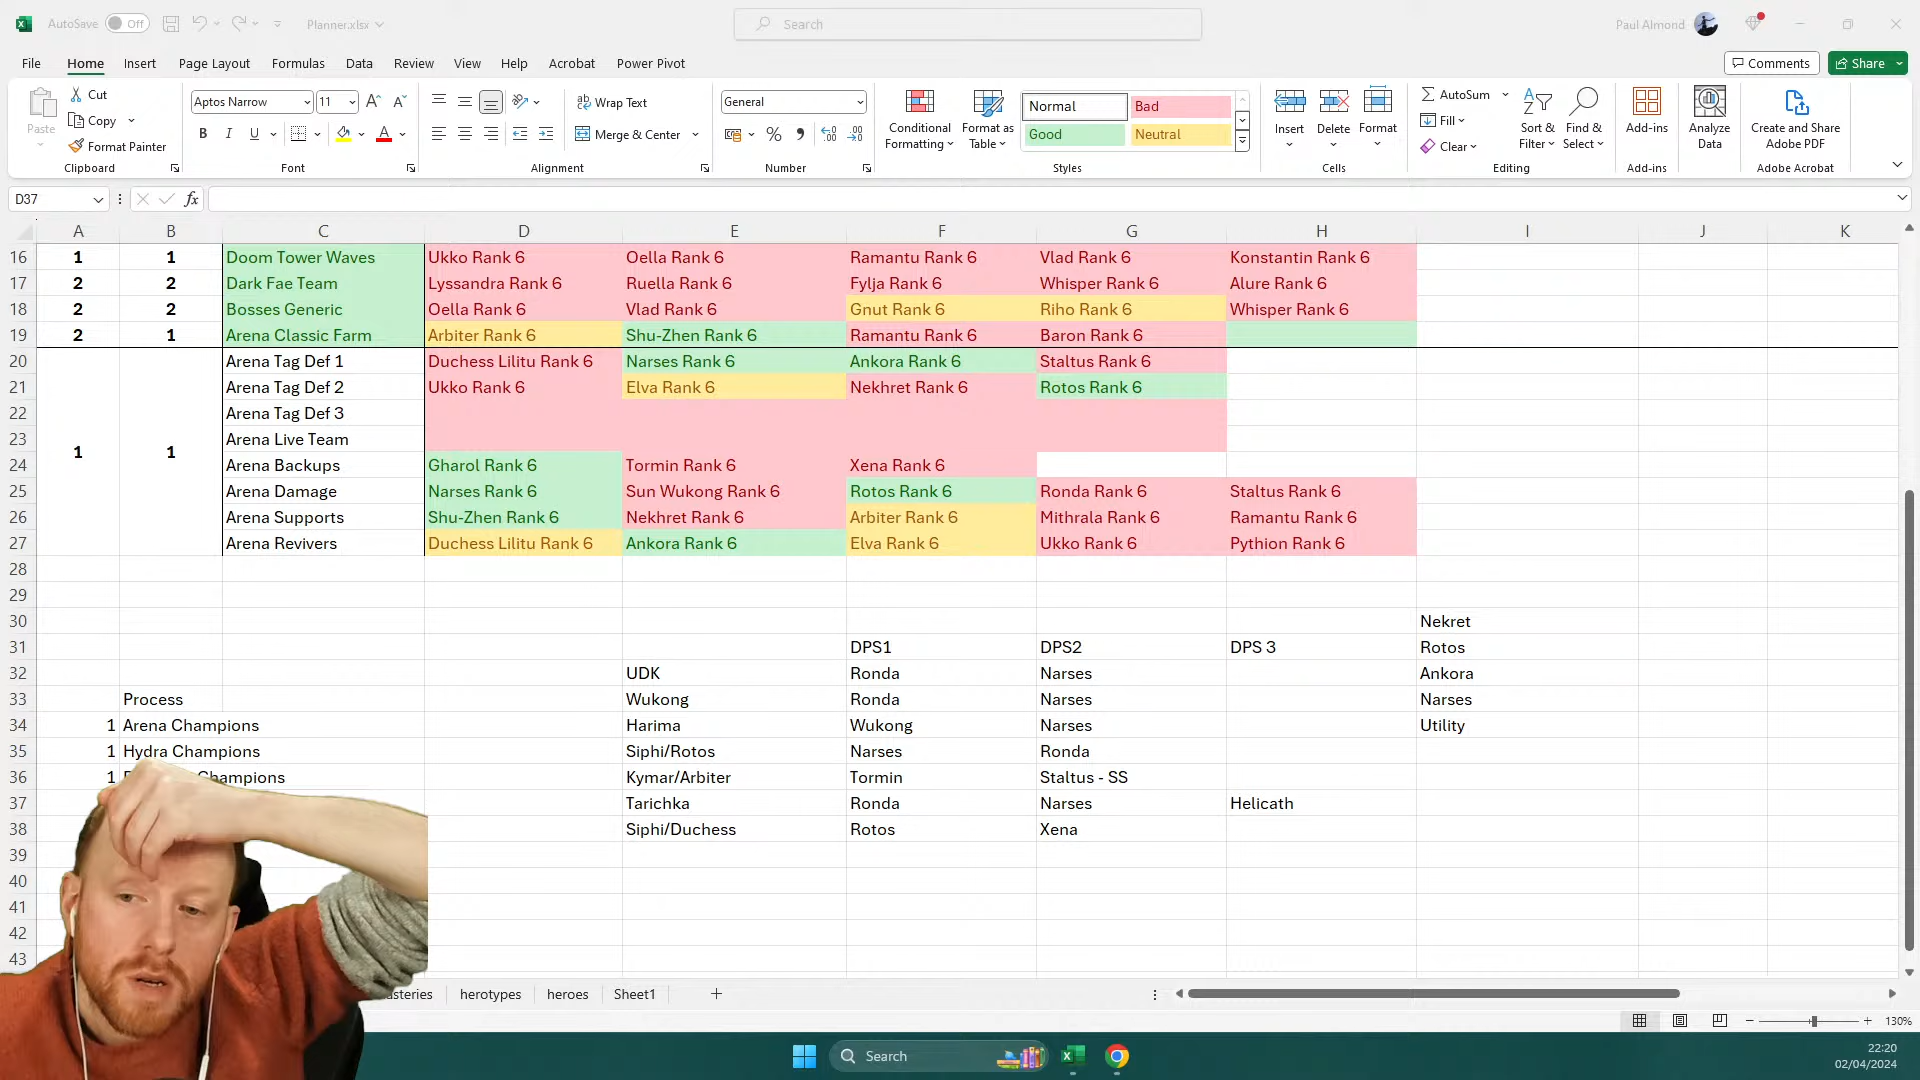 AutoSave Off Planner.xlsx Search Paul Almond
File Home Insert Page Layout Formulas Data Review View Help Acrobat Power Pivot Comments Share
Paste Cut Copy Format Painter Clipboard
Aptos Narrow 11 B I U A Font
ab Wrap Text Merge & Center Alignment
General % Number
Conditional Formatting Format as Table Normal Bad Good Neutral Styles
Insert Delete Format Cells
AutoSum Fill Clear Sort & Filter Find & Select Editing
Add-ins Add-ins
Analyze Data
Create and Share Adobe PDF Adobe Acrobat
D37 fx
A B C D E F G H I J K
16 1 1 Doom Tower Waves Ukko Rank 6 Oella Rank 6 Ramantu Rank 6 Vlad Rank 6 Konstantin Rank 6
17 2 2 Dark Fae Team Lyssandra Rank 6 Ruella Rank 6 Fylja Rank 6 Whisper Rank 6 Alure Rank 6
18 2 2 Bosses Generic Oella Rank 6 Vlad Rank 6 Gnut Rank 6 Riho Rank 6 Whisper Rank 6
19 2 1 Arena Classic Farm Arbiter Rank 6 Shu-Zhen Rank 6 Ramantu Rank 6 Baron Rank 6
20 Arena Tag Def 1 Duchess Lilitu Rank 6 Narses Rank 6 Ankora Rank 6 Staltus Rank 6
21 Arena Tag Def 2 Ukko Rank 6 Elva Rank 6 Nekhret Rank 6 Rotos Rank 6
22 Arena Tag Def 3
23 Arena Live Team
1 1
24 Arena Backups Gharol Rank 6 Tormin Rank 6 Xena Rank 6
25 Arena Damage Narses Rank 6 Sun Wukong Rank 6 Rotos Rank 6 Ronda Rank 6 Staltus Rank 6
26 Arena Supports Shu-Zhen Rank 6 Nekhret Rank 6 Arbiter Rank 6 Mithrala Rank 6 Ramantu Rank 6
27 Arena Revivers Duchess Lilitu Rank 6 Ankora Rank 6 Elva Rank 6 Ukko Rank 6 Pythion Rank 6
28
29
30 Nekret
31 DPS1 DPS2 DPS 3 Rotos
32 UDK Ronda Narses Ankora
33 Process Wukong Ronda Narses Narses
34 1 Arena Champions Harima Wukong Narses Utility
35 1 Hydra Champions Siphi/Rotos Narses Ronda
36 1 Champions Kymar/Arbiter Tormin Staltus - SS
37 Tarichka Ronda Narses Helicath
38 Siphi/Duchess Rotos Xena
39
40
41
42
43
herotypes heroes Sheet1
130%
Search
22:20
02/04/2024